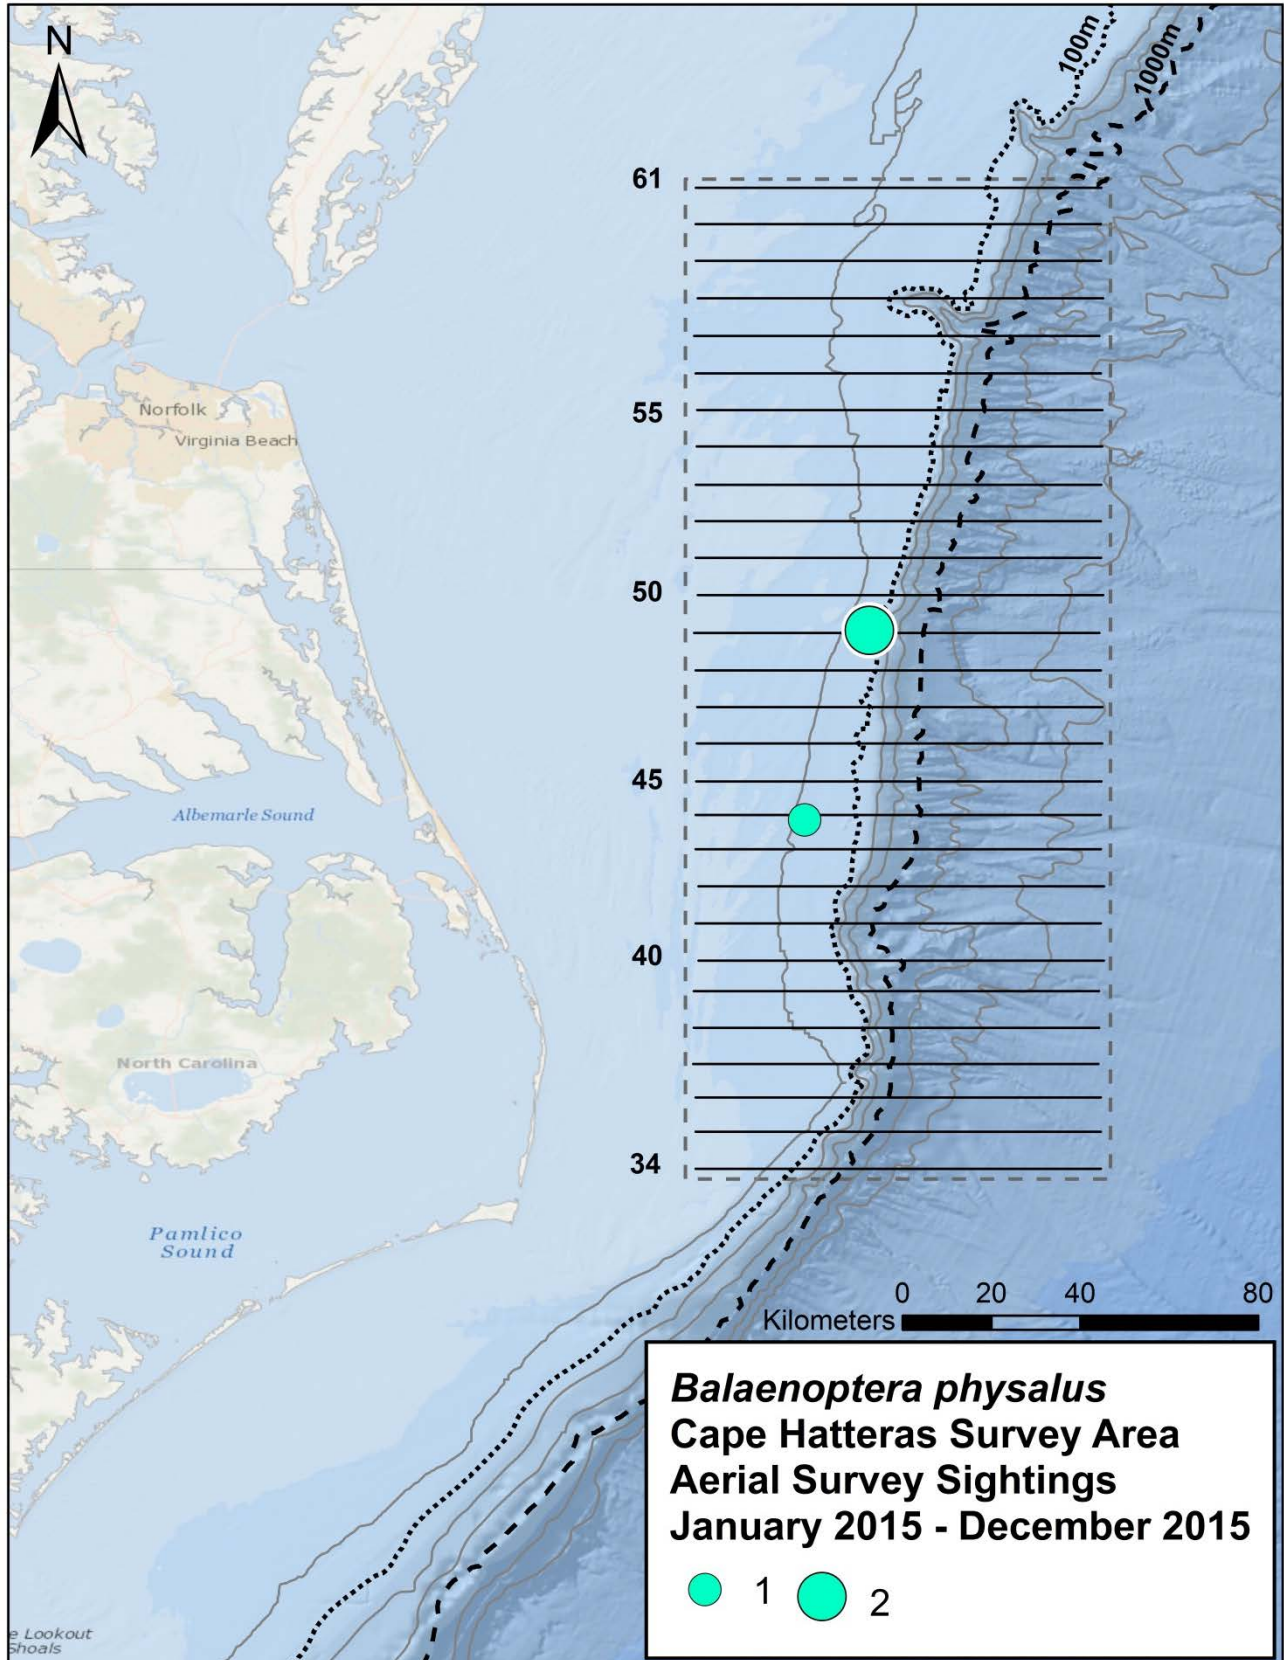 N
100m
1000m
61
Norfolk
Virginia Beach
55
50
45
Albemarle Sound
40
North Carolina
34
Pamlico
Sound
0 20 40 80
Kilometers
Balaenoptera physalus
Cape Hatteras Survey Area
Aerial Survey Sightings
January 2015 - December 2015
1 2
e Lookout
Shoals